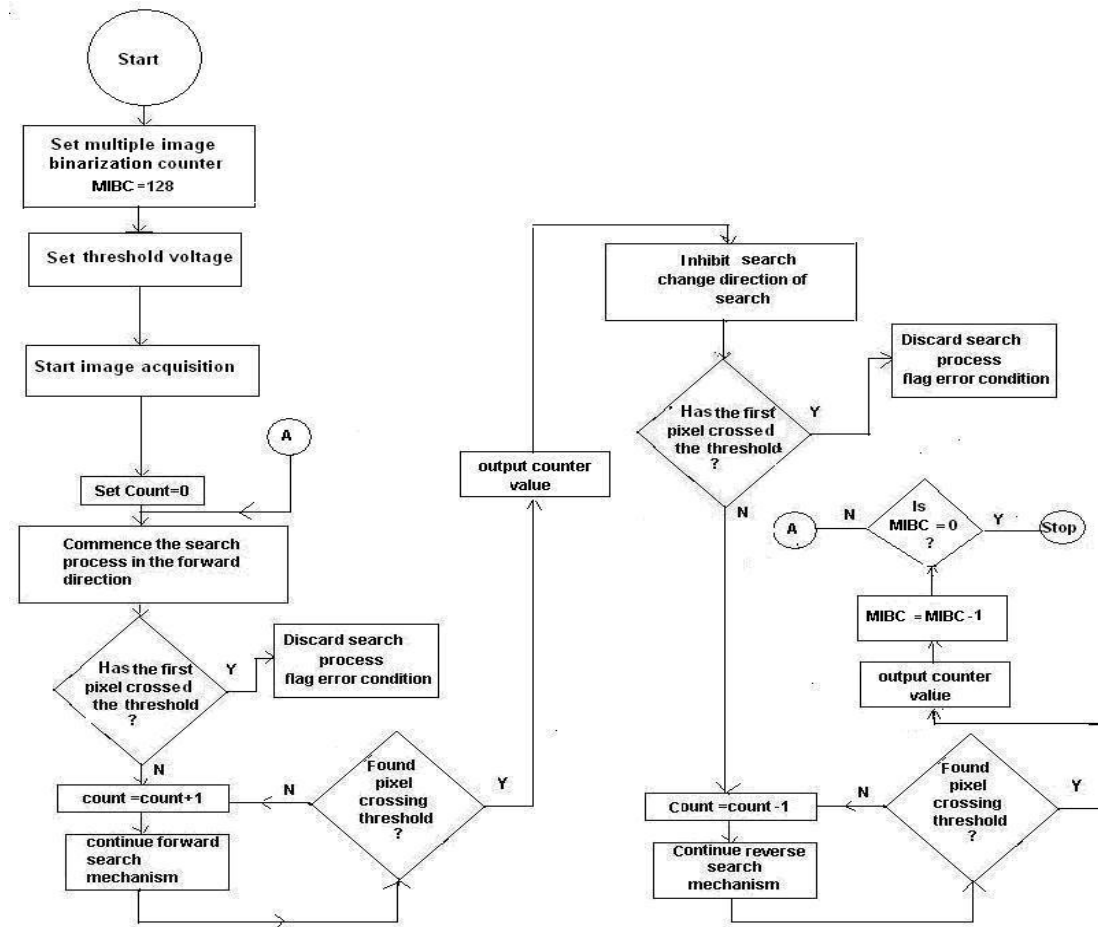 Start
Set multiple image
binarization counter
MIBC =128
Set threshold voltage
Start image acquisition
A
Set Count=0
Commence the search
process in the forward
direction
Has the first
pixel crossed
the threshold
?
Y
Discard search
process
flag error condition
N
count =count+1
continue forward
search
mechanism
Found
pixel
crossing
threshold
?
N
Y
output counter
value
Inhibit search
change direction of
search
Has the first
pixel crossed
the threshold
?
Y
Discard search
process
flag error condition
N
Count =count -1
Continue reverse
search
mechanism
Found
pixel
crossing
threshold
?
N
Y
output counter
value
MIBC = MIBC -1
Is
MIBC = 0
?
N
A
Y
Stop